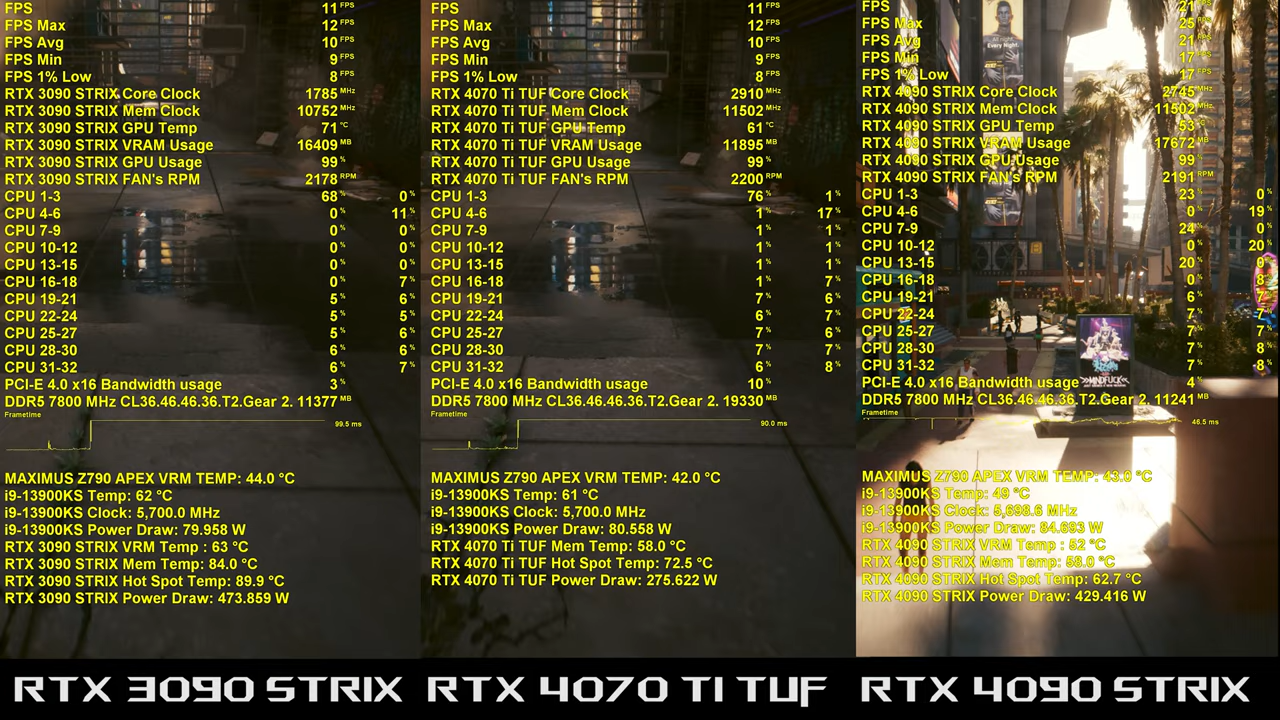 FPS 11 FPS
FPS Max 12 FPS
FPS Avg 10 FPS
FPS Min 9 FPS
FPS 1% Low 8 FPS
RTX 3090 STRIX Core Clock 1785 MHz
RTX 3090 STRIX Mem Clock 10752 MHz
RTX 3090 STRIX GPU Temp 71 °C
RTX 3090 STRIX VRAM Usage 16409 MB
RTX 3090 STRIX GPU Usage 99 %
RTX 3090 STRIX FAN's RPM 2178 RPM
CPU 1-3 68 % 0 %
CPU 4-6 0 % 11 %
CPU 7-9 0 % 0 %
CPU 10-12 0 % 0 %
CPU 13-15 0 % 0 %
CPU 16-18 0 % 7 %
CPU 19-21 5 % 6 %
CPU 22-24 5 % 6 %
CPU 25-27 5 % 6 %
CPU 28-30 6 % 6 %
CPU 31-32 6 % 7 %
PCI-E 4.0 x16 Bandwidth usage 3 %
DDR5 7800 MHz CL36.46.46.36.T2.Gear 2. 11377 MB
Frametime
99.5 ms
MAXIMUS Z790 APEX VRM TEMP: 44.0 °C
i9-13900KS Temp: 62 °C
i9-13900KS Clock: 5,700.0 MHz
i9-13900KS Power Draw: 79.958 W
RTX 3090 STRIX VRM Temp : 63 °C
RTX 3090 STRIX Mem Temp: 84.0 °C
RTX 3090 STRIX Hot Spot Temp: 89.9 °C
RTX 3090 STRIX Power Draw: 473.859 W
RTX 3090 STRIX
FPS 11 FPS
FPS Max 12 FPS
FPS Avg 10 FPS
FPS Min 9 FPS
FPS 1% Low 8 FPS
RTX 4070 Ti TUF Core Clock 2910 MHz
RTX 4070 Ti TUF Mem Clock 11502 MHz
RTX 4070 Ti TUF GPU Temp 61 °C
RTX 4070 Ti TUF VRAM Usage 11895 MB
RTX 4070 Ti TUF GPU Usage 99 %
RTX 4070 Ti TUF FAN's RPM 2200 RPM
CPU 1-3 76 % 1 %
CPU 4-6 1 % 17 %
CPU 7-9 1 % 1 %
CPU 10-12 1 % 1 %
CPU 13-15 1 % 1 %
CPU 16-18 1 % 7 %
CPU 19-21 7 % 6 %
CPU 22-24 6 % 7 %
CPU 25-27 7 % 6 %
CPU 28-30 7 % 7 %
CPU 31-32 6 % 8 %
PCI-E 4.0 x16 Bandwidth usage 10 %
DDR5 7800 MHz CL36.46.46.36.T2.Gear 2. 19330 MB
Frametime
90.0 ms
MAXIMUS Z790 APEX VRM TEMP: 42.0 °C
i9-13900KS Temp: 61 °C
i9-13900KS Clock: 5,700.0 MHz
i9-13900KS Power Draw: 80.558 W
RTX 4070 Ti TUF Mem Temp: 58.0 °C
RTX 4070 Ti TUF Hot Spot Temp: 72.5 °C
RTX 4070 Ti TUF Power Draw: 275.622 W
RTX 4070 TI TUF
FPS 21 FPS
FPS Max 25 FPS
FPS Avg 21 FPS
FPS Min 17 FPS
FPS 1% Low 17 FPS
RTX 4090 STRIX Core Clock 2745 MHz
RTX 4090 STRIX Mem Clock 11502 MHz
RTX 4090 STRIX GPU Temp 53 °C
RTX 4090 STRIX VRAM Usage 17672 MB
RTX 4090 STRIX GPU Usage 99 %
RTX 4090 STRIX FAN's RPM 2191 RPM
CPU 1-3 23 % 0 %
CPU 4-6 0 % 19 %
CPU 7-9 24 % 0 %
CPU 10-12 0 % 20 %
CPU 13-15 20 % 0 %
CPU 16-18 0 % 8 %
CPU 19-21 6 % 7 %
CPU 22-24 7 % 7 %
CPU 25-27 7 % 7 %
CPU 28-30 7 % 8 %
CPU 31-32 7 % 8 %
PCI-E 4.0 x16 Bandwidth usage 4 %
DDR5 7800 MHz CL36.46.46.36.T2.Gear 2. 11241 MB
Frametime
46.5 ms
MAXIMUS Z790 APEX VRM TEMP: 43.0 °C
i9-13900KS Temp: 49 °C
i9-13900KS Clock: 5,698.6 MHz
i9-13900KS Power Draw: 84.693 W
RTX 4090 STRIX VRM Temp : 52 °C
RTX 4090 STRIX Mem Temp: 58.0 °C
RTX 4090 STRIX Hot Spot Temp: 62.7 °C
RTX 4090 STRIX Power Draw: 429.416 W
RTX 4090 STRIX
All night.
Every Night.
MINDFUCK